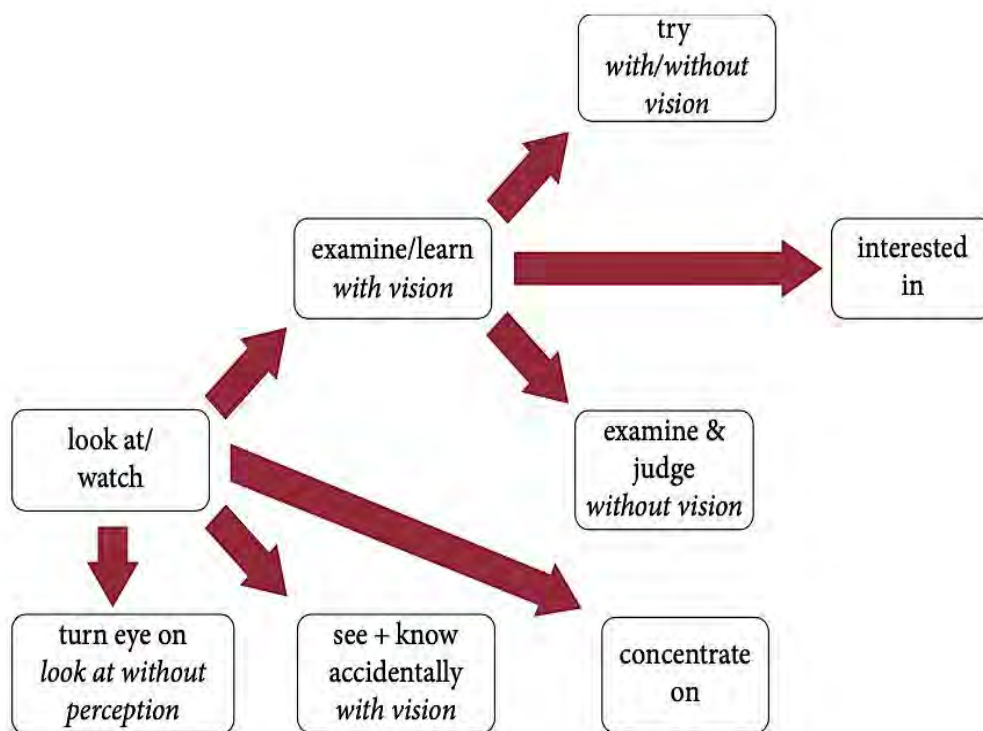 try
with/without
vision
examine/learn
with vision
interested
in
look at/
watch
examine &
judge
without vision
turn eye on
look at without
perception
see + know
accidentally
with vision
concentrate
on